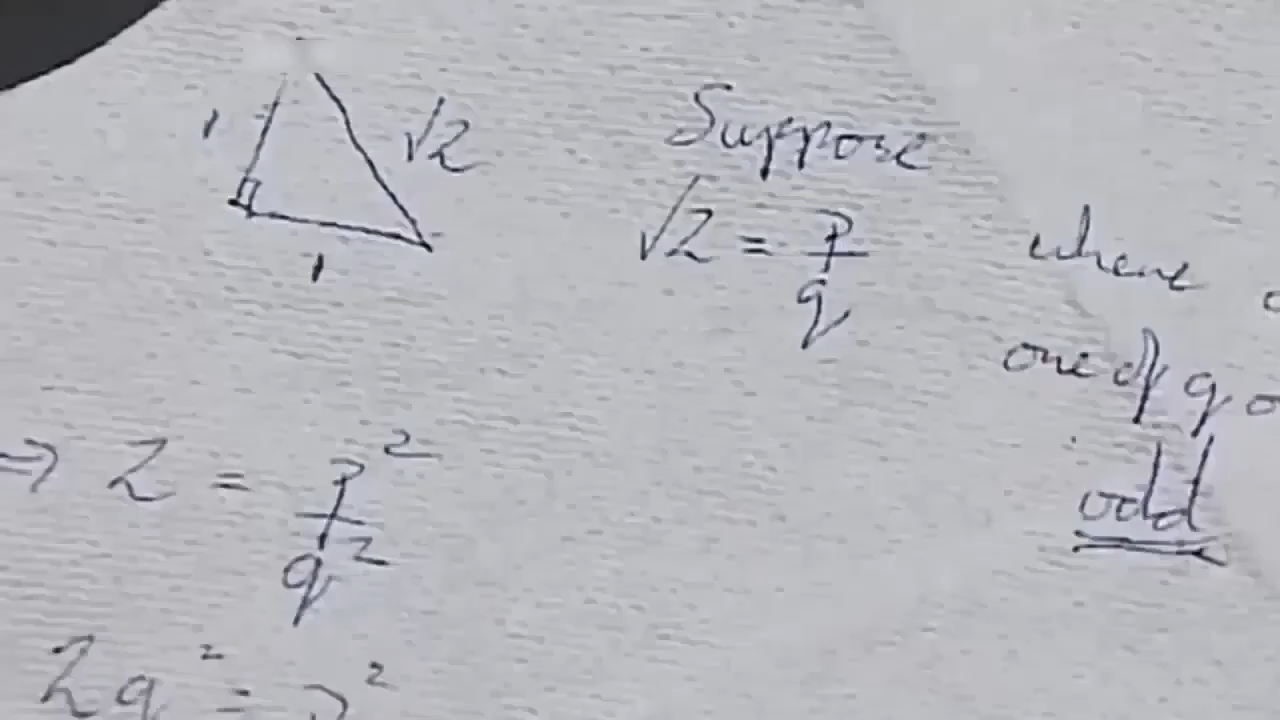 1
√2
1
Suppose
√2 = p/q
where
one of q
odd
⇒ 2 = p²/q²
2q² = p²